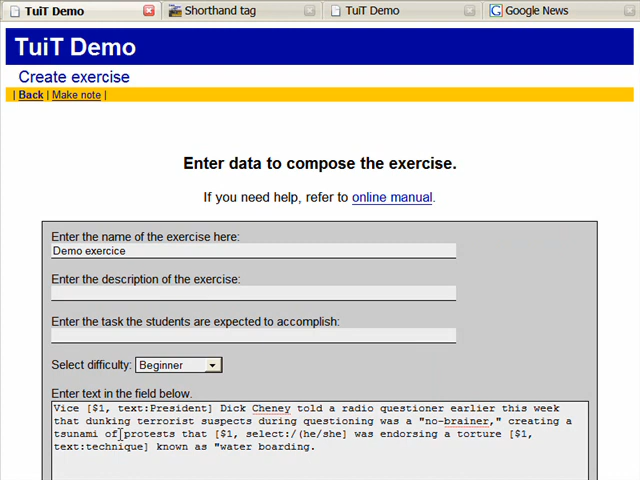 TuiT Demo
Shorthand tag
TuiT Demo
Google News
TuiT Demo
Create exercise
| Back | Make note |
Enter data to compose the exercise.
If you need help, refer to online manual.
Enter the name of the exercise here:
Demo exercice
Enter the description of the exercise:
Enter the task the students are expected to accomplish:
Select difficulty: Beginner
Enter text in the field below.
Vice [$1, text:President] Dick Cheney told a radio questioner earlier this week
that dunking terrorist suspects during questioning was a "no-brainer," creating a
tsunami of protests that [$1, select:/(he/she] was endorsing a torture [$1,
text:technique] known as "water boarding.